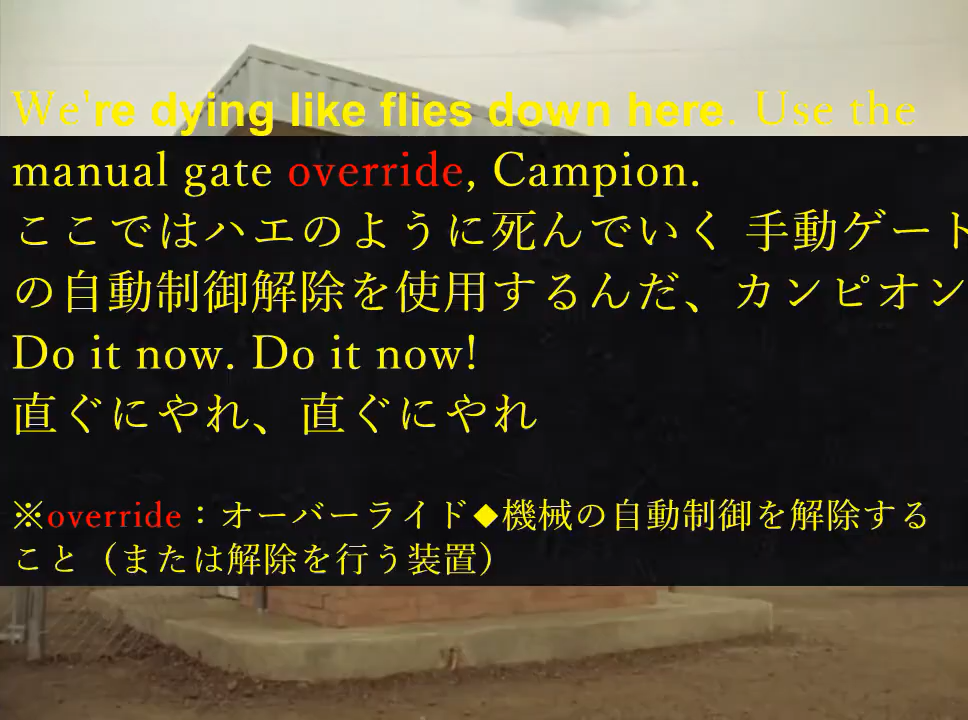 We're dying like flies down here. Use the
manual gate override, Campion.
ここではハエのように死んでいく 手動ゲート
の自動制御解除を使用するんだ、カンピオン
Do it now. Do it now!
直ぐにやれ、直ぐにやれ
※override：オーバーライド◆機械の自動制御を解除する
こと（または解除を行う装置）